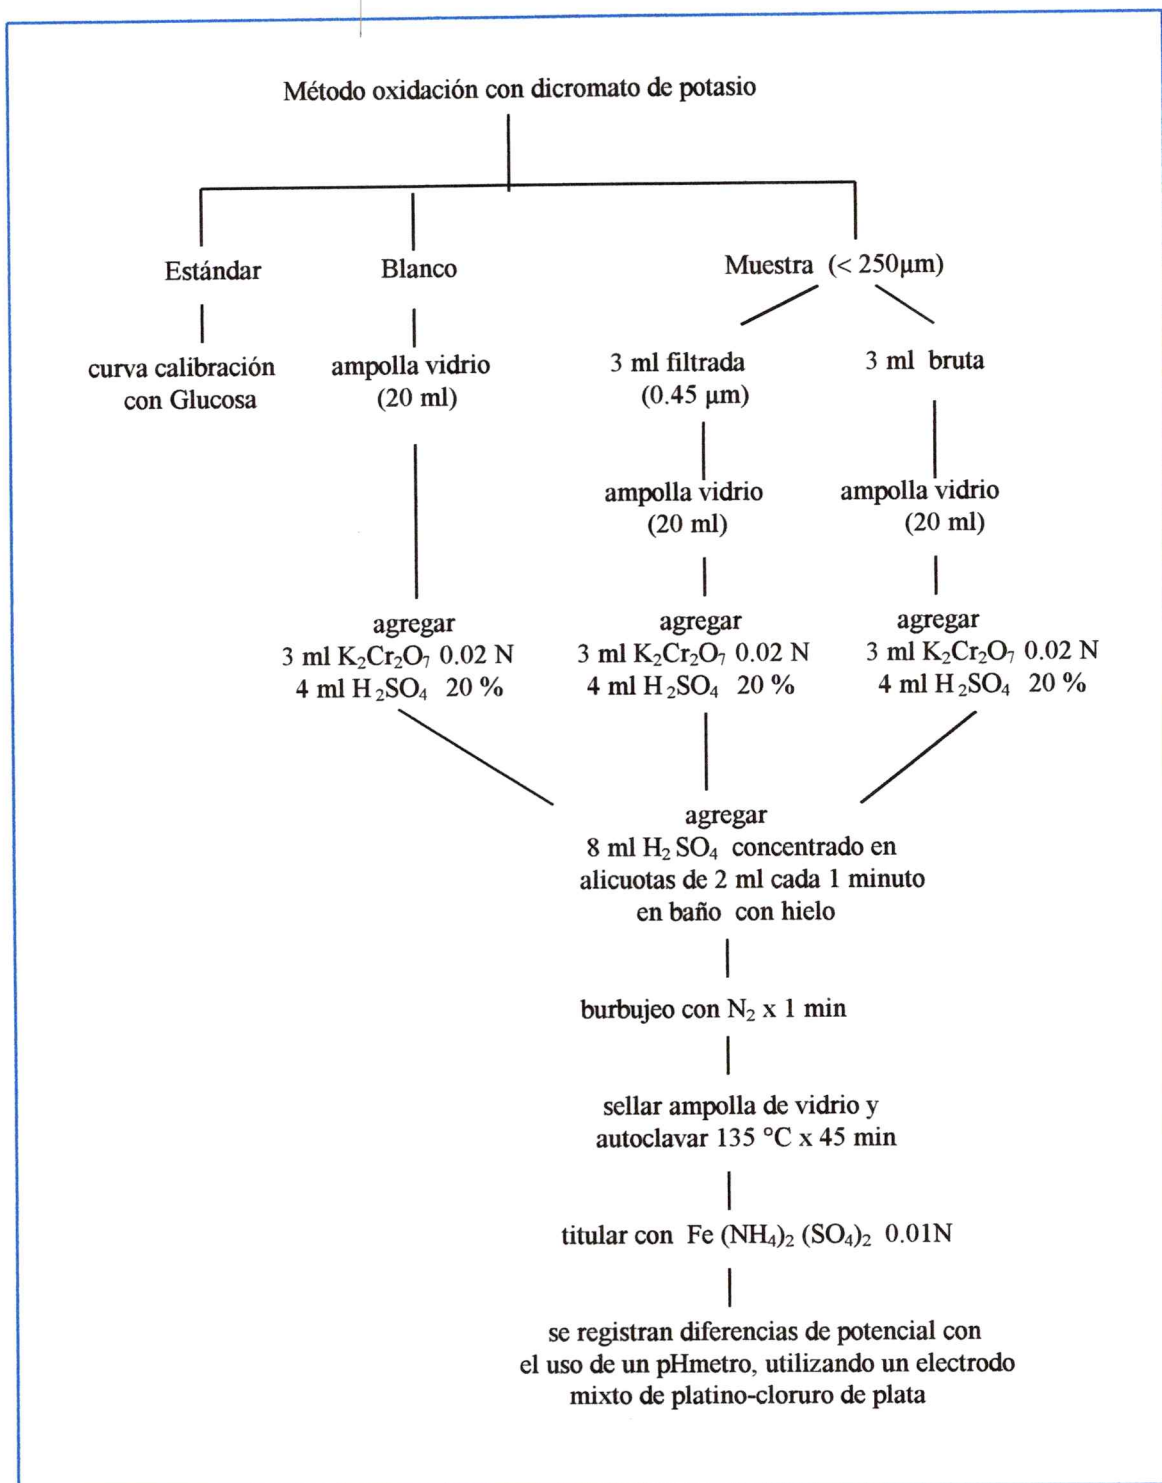 Método oxidación con dicromato de potasio
Estándar
Blanco
Muestra (< 250µm)
curva calibración
con Glucosa
ampolla vidrio
(20 ml)
3 ml filtrada
(0.45 µm)
3 ml bruta
ampolla vidrio
(20 ml)
ampolla vidrio
(20 ml)
agregar
3 ml K₂Cr₂O₇ 0.02 N
4 ml H₂SO₄ 20 %
agregar
3 ml K₂Cr₂O₇ 0.02 N
4 ml H₂SO₄ 20 %
agregar
3 ml K₂Cr₂O₇ 0.02 N
4 ml H₂SO₄ 20 %
agregar
8 ml H₂ SO₄ concentrado en
alicuotas de 2 ml cada 1 minuto
en baño con hielo
burbujeo con N₂ x 1 min
sellar ampolla de vidrio y
autoclavar 135 °C x 45 min
titular con Fe (NH₄)₂ (SO₄)₂ 0.01N
se registran diferencias de potencial con
el uso de un pHmetro, utilizando un electrodo
mixto de platino-cloruro de plata